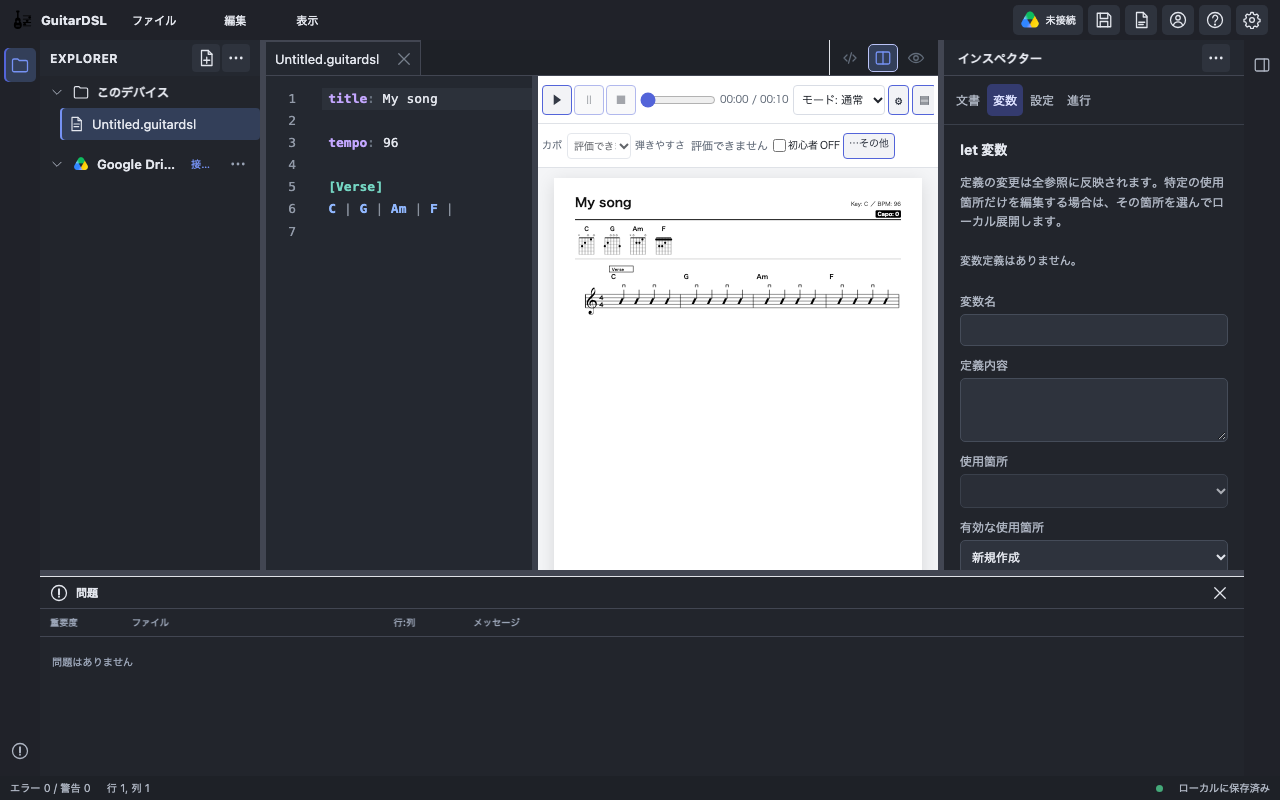 GuitarDSL ファイル 編集 表示 未接続
EXPLORER
このデバイス
Untitled.guitardsl
Google Dri... 接...
Untitled.guitardsl
1 title: My song
2
3 tempo: 96
4
5 [Verse]
6 C | G | Am | F |
7
00:00 / 00:10 モード: 通常
カポ 評価でき 弾きやすさ 評価できません 初心者 OFF …その他
My song
Key: C / BPM: 96
Capo: 0
C G Am F
Verse
C G Am F
インスペクター
文書 変数 設定 進行
let 変数
定義の変更は全参照に反映されます。特定の使用
箇所だけを編集する場合は、その箇所を選んでロ
ーカル展開します。
変数定義はありません。
変数名
定義内容
使用箇所
有効な使用箇所
新規作成
問題
重要度 ファイル 行:列 メッセージ
問題はありません
エラー 0 / 警告 0 行 1, 列 1 ローカルに保存済み